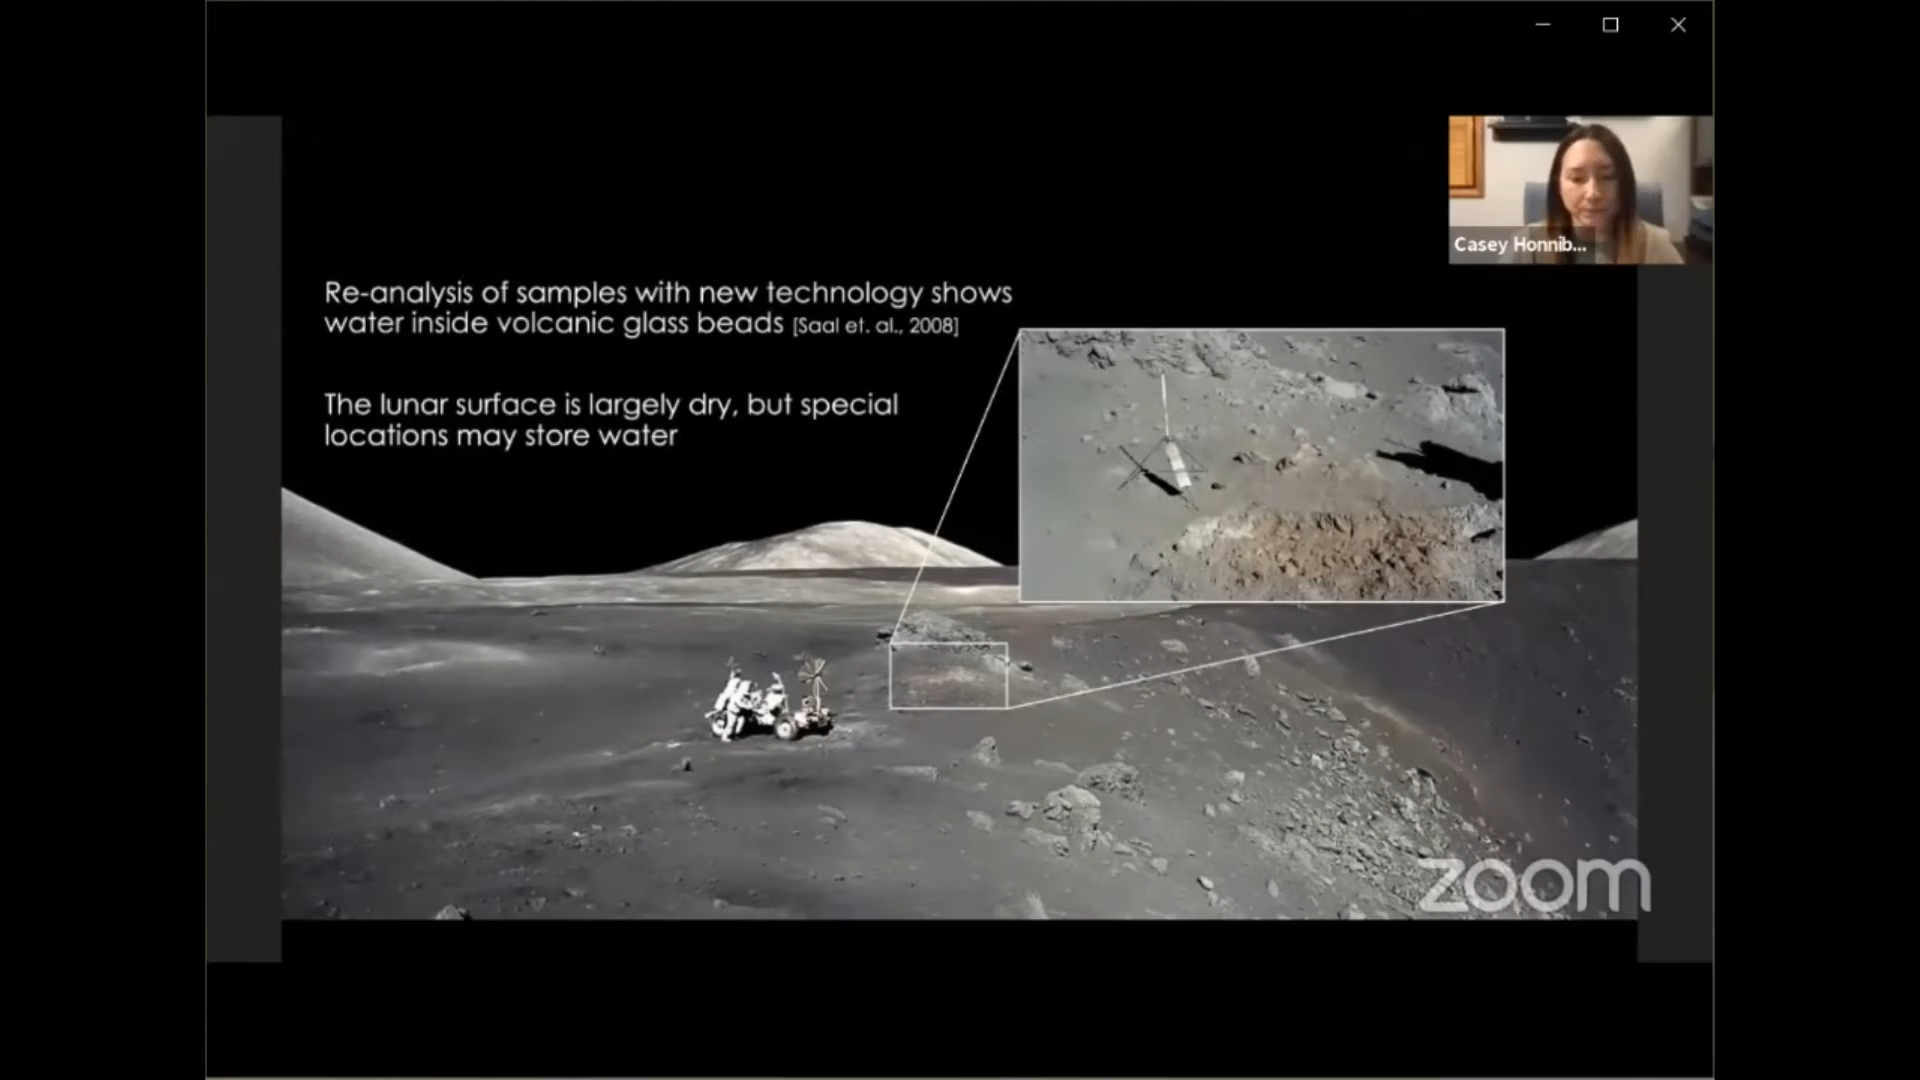 Casey Honnib...
Re-analysis of samples with new technology shows
water inside volcanic glass beads [Saal et. al., 2008]
The lunar surface is largely dry, but special
locations may store water
zoom